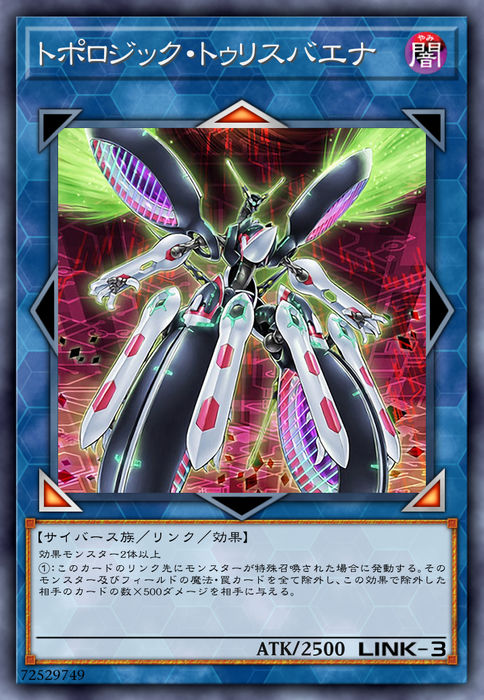 トポロジック・トゥリスバエナ
やみ
闇
【サイバース族／リンク／効果】
効果モンスター2体以上
①：このカードのリンク先にモンスターが特殊召喚された場合に発動する。その
モンスター及びフィールドの魔法・罠カードを全て除外し、この効果で除外した
相手のカードの数×500ダメージを相手に与える。
ATK/2500 LINK-3
72529749